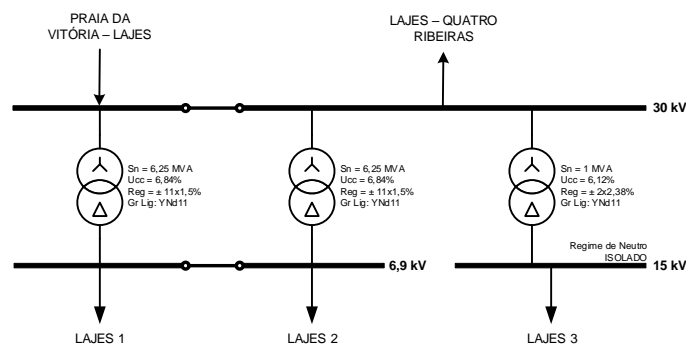 PRAIA DA
VITÓRIA – LAJES
LAJES – QUATRO
RIBEIRAS
30 kV
Sn = 6,25 MVA
Ucc = 6,84%
Reg = ± 11x1,5%
Gr Lig: YNd11
Sn = 6,25 MVA
Ucc = 6,84%
Reg = ± 11x1,5%
Gr Lig: YNd11
Sn = 1 MVA
Ucc = 6,12%
Reg = ± 2x2,38%
Gr Lig: YNd11
Regime de Neutro
ISOLADO
6,9 kV
15 kV
LAJES 1
LAJES 2
LAJES 3